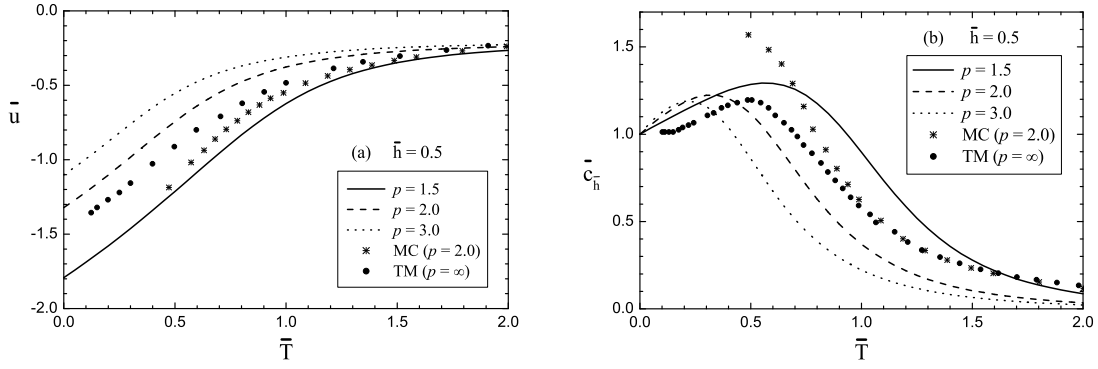 0.0
-0.5
-1.0
-1.5
-2.0
ū
(a) h̄ = 0.5
p = 1.5
p = 2.0
p = 3.0
MC (p = 2.0)
TM (p = ∞)
0.0 0.5 1.0 1.5 2.0
T̄
1.5
1.0
0.5
0.0
c̄h̄
(b) h̄ = 0.5
p = 1.5
p = 2.0
p = 3.0
MC (p = 2.0)
TM (p = ∞)
0.0 0.5 1.0 1.5 2.0
T̄